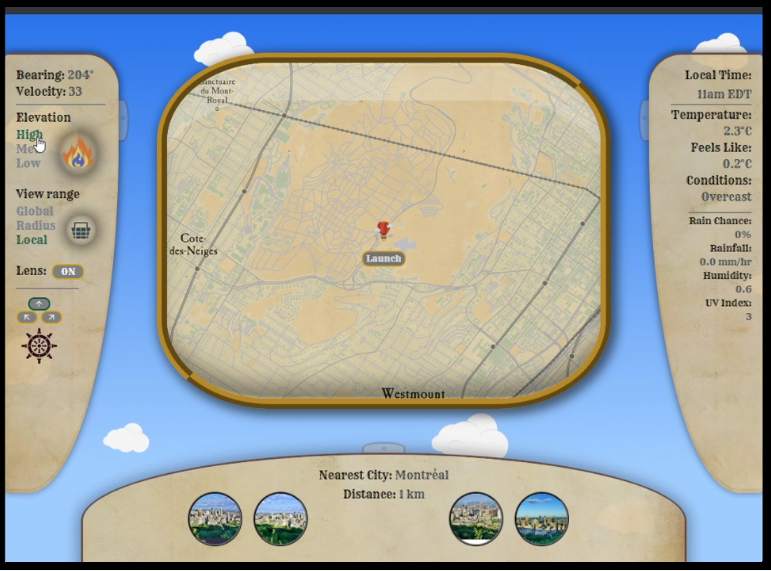 Bearing: 204°
Velocity: 33
Elevation
High
Low
View range
Global
Radius
Local
Lens: ON
du Mont-
Royal
Cote-
des-Neiges
Launch
Westmount
Local Time:
11am EDT
Temperature:
2.3°C
Feels Like:
0.2°C
Conditions:
Overcast
Rain Chance:
0%
Rainfall:
0.0 mm/hr
Humidity:
0.6
UV Index:
3
Nearest City: Montréal
Distance: 1 km